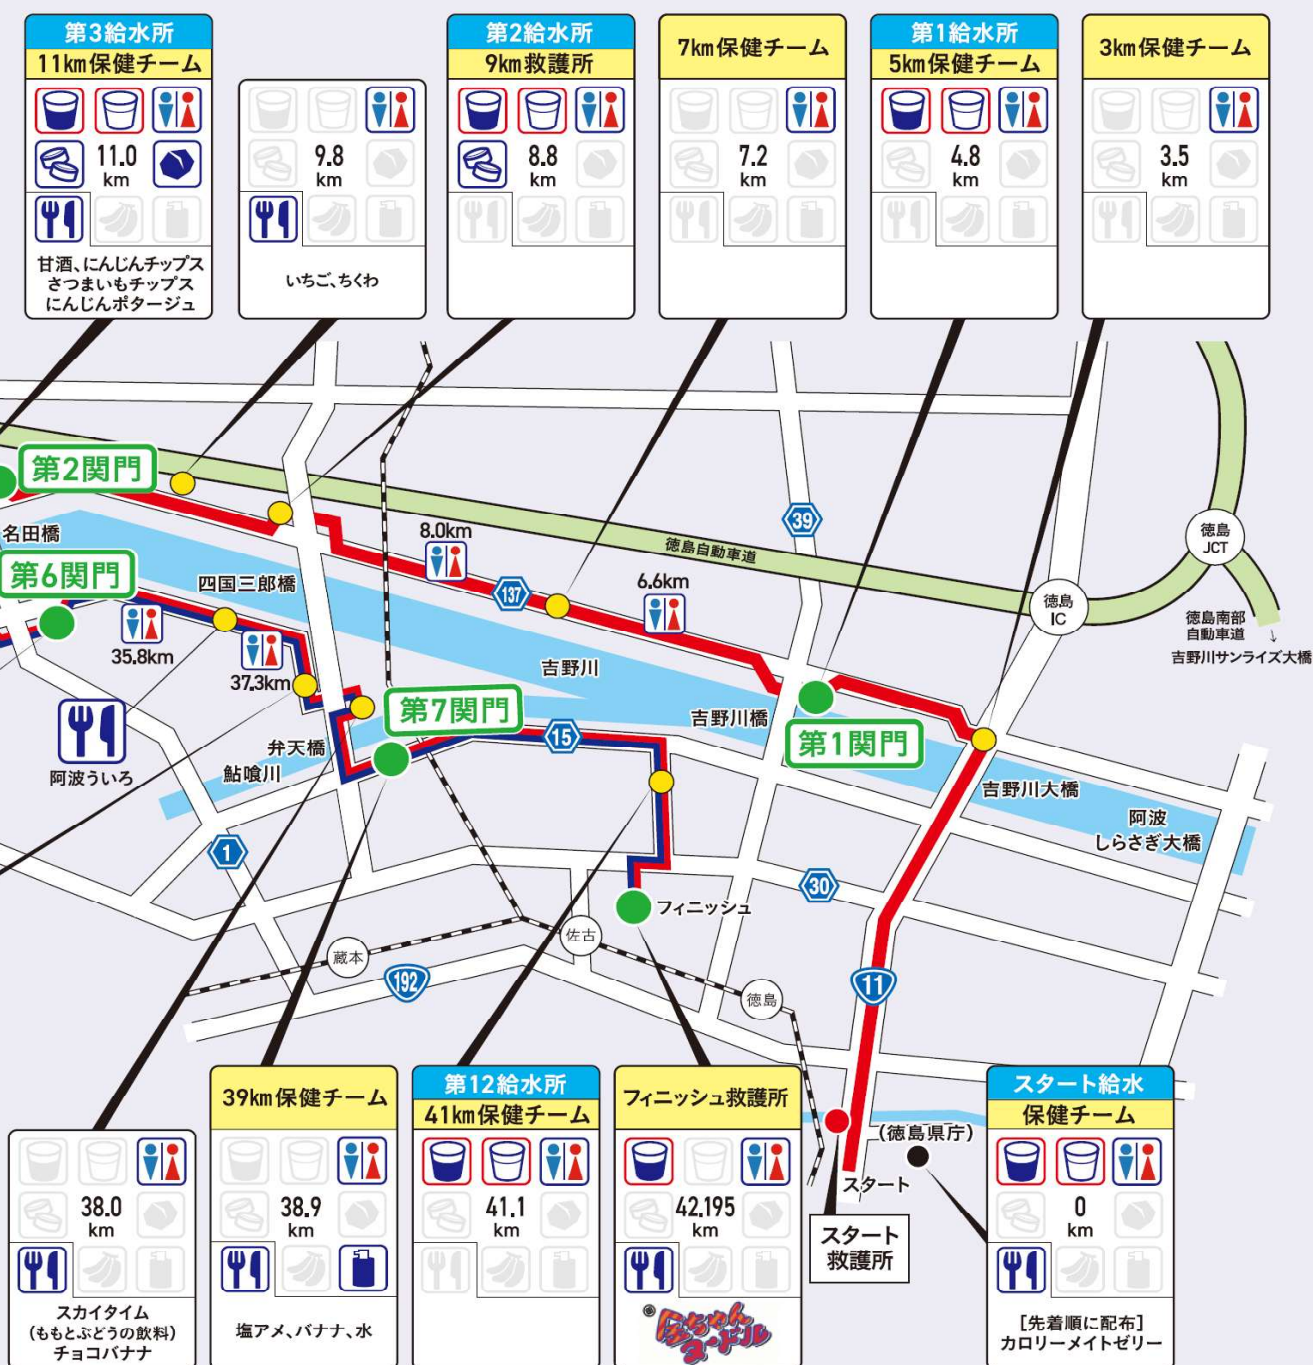 第3給水所
11km保健チーム
11.0
km
甘酒、にんじんチップス
さつまいもチップス
にんじんポタージュ
9.8
km
いちご、ちくわ
第2給水所
9km救護所
8.8
km
7km保健チーム
7.2
km
第1給水所
5km保健チーム
4.8
km
3km保健チーム
3.5
km
第2関門
名田橋
第6関門
四国三郎橋
35.8km
37.3km
阿波ういろ
8.0km
137
徳島自動車道
6.6km
39
徳島
IC
徳島
JCT
徳島南部
自動車道
↓
吉野川サンライズ大橋
吉野川
第7関門
15
吉野川橋
第1関門
弁天橋
鮎喰川
吉野川大橋
阿波
しらさぎ大橋
1
30
フィニッシュ
佐古
蔵本
192
徳島
11
38.0
km
スカイタイム
(ももとぶどうの飲料)
チョコバナナ
39km保健チーム
38.9
km
塩アメ、バナナ、水
第12給水所
41km保健チーム
41.1
km
フィニッシュ救護所
42.195
km
金ちゃん
ヌードル
(徳島県庁)
スタート
スタート
救護所
スタート給水
保健チーム
0
km
[先着順に配布]
カロリーメイトゼリー